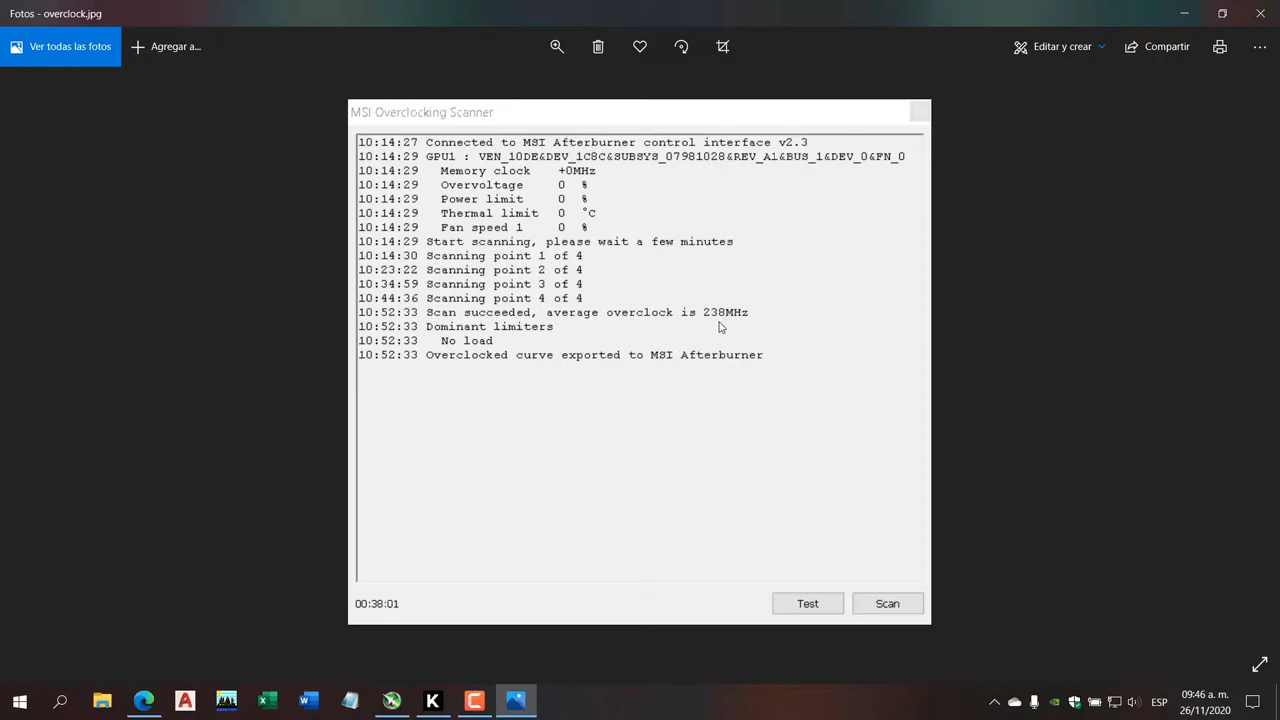 Fotos - overclock.jpg
Ver todas las fotos
Agregar a...
Editar y crear
Compartir
MSI Overclocking Scanner
10:14:27 Connected to MSI Afterburner control interface v2.3
10:14:29 GPU1 : VEN_10DE&DEV_1C8C&SUBSYS_07981028&REV_A1&BUS_1&DEV_0&FN_0
10:14:29 Memory clock +0MHz
10:14:29 Overvoltage 0 %
10:14:29 Power limit 0 %
10:14:29 Thermal limit 0 °C
10:14:29 Fan speed 1 0 %
10:14:29 Start scanning, please wait a few minutes
10:14:30 Scanning point 1 of 4
10:23:22 Scanning point 2 of 4
10:34:59 Scanning point 3 of 4
10:44:36 Scanning point 4 of 4
10:52:33 Scan succeeded, average overclock is 238MHz
10:52:33 Dominant limiters
10:52:33 No load
10:52:33 Overclocked curve exported to MSI Afterburner
00:38:01
Test
Scan
ESP
09:46 a. m.
26/11/2020